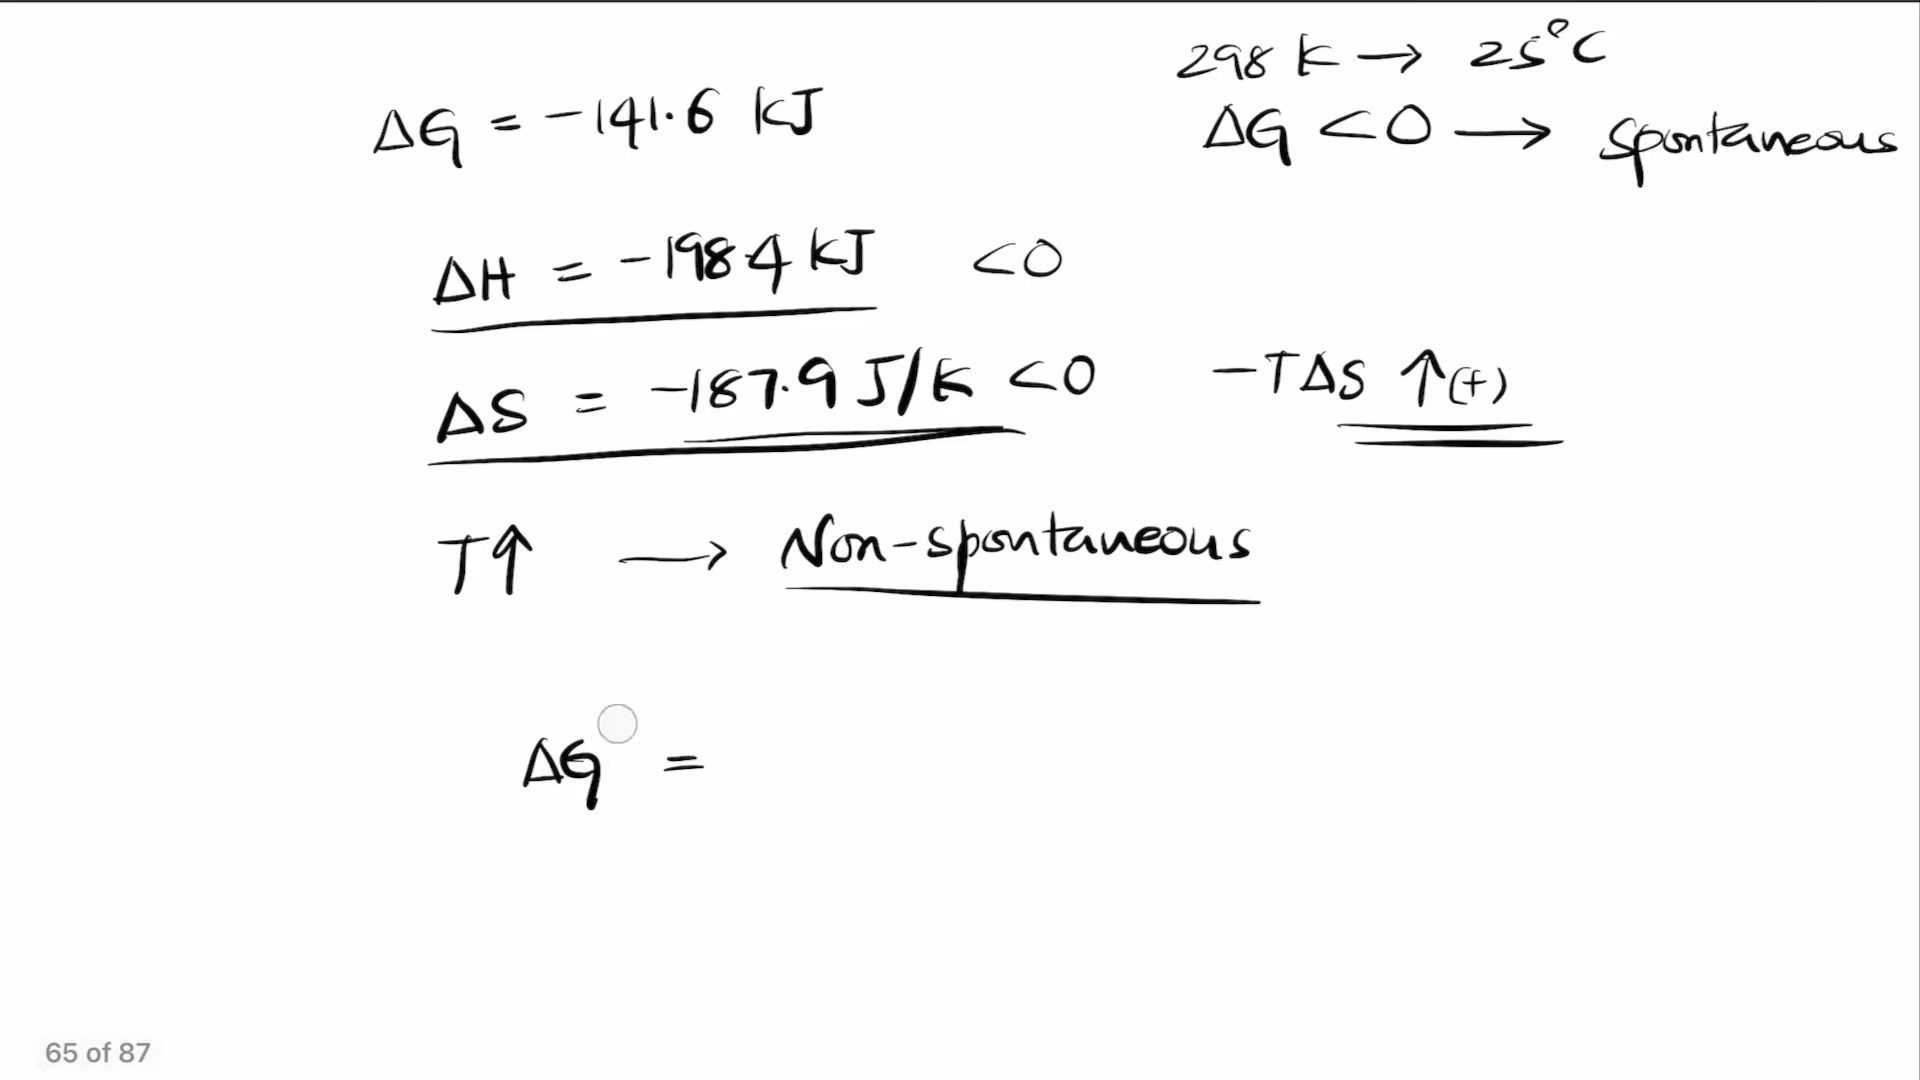 298 K → 25°C
ΔG = -141.6 kJ
ΔG <0 → Spontaneous
ΔH = -198.4 kJ <0
ΔS = -187.9 J/K <0 -TΔS ↑(+)
T↑ → Non-spontaneous
ΔG =
65 of 87